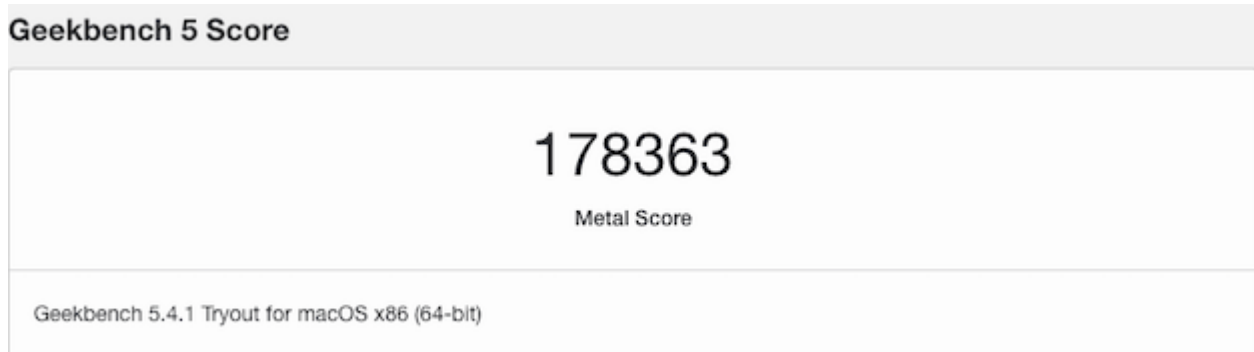 Geekbench 5 Score
178363
Metal Score
Geekbench 5.4.1 Tryout for macOS x86 (64-bit)